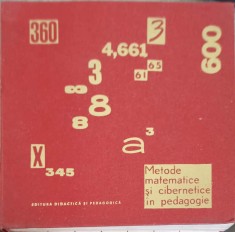 360
3
4,661
600
3
65
61
8
8
8
a³
X
345
Metode
matematice
și cibernetice
în pedagogie
EDITURA DIDACTICĂ ȘI PEDAGOGICĂ